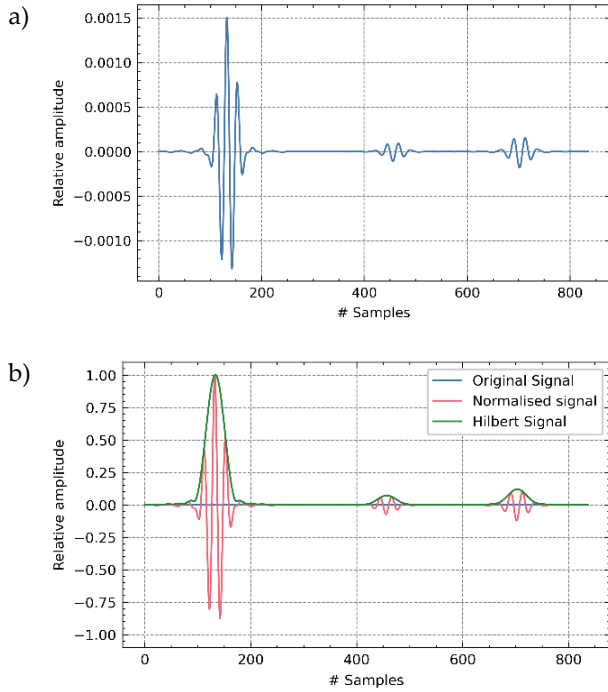 a)
Relative amplitude
0.0015
0.0010
0.0005
0.0000
−0.0005
−0.0010
0
200
400
600
800
# Samples
b)
Relative amplitude
1.00
0.75
0.50
0.25
0.00
−0.25
−0.50
−0.75
−1.00
Original Signal
Normalised signal
Hilbert Signal
0
200
400
600
800
# Samples